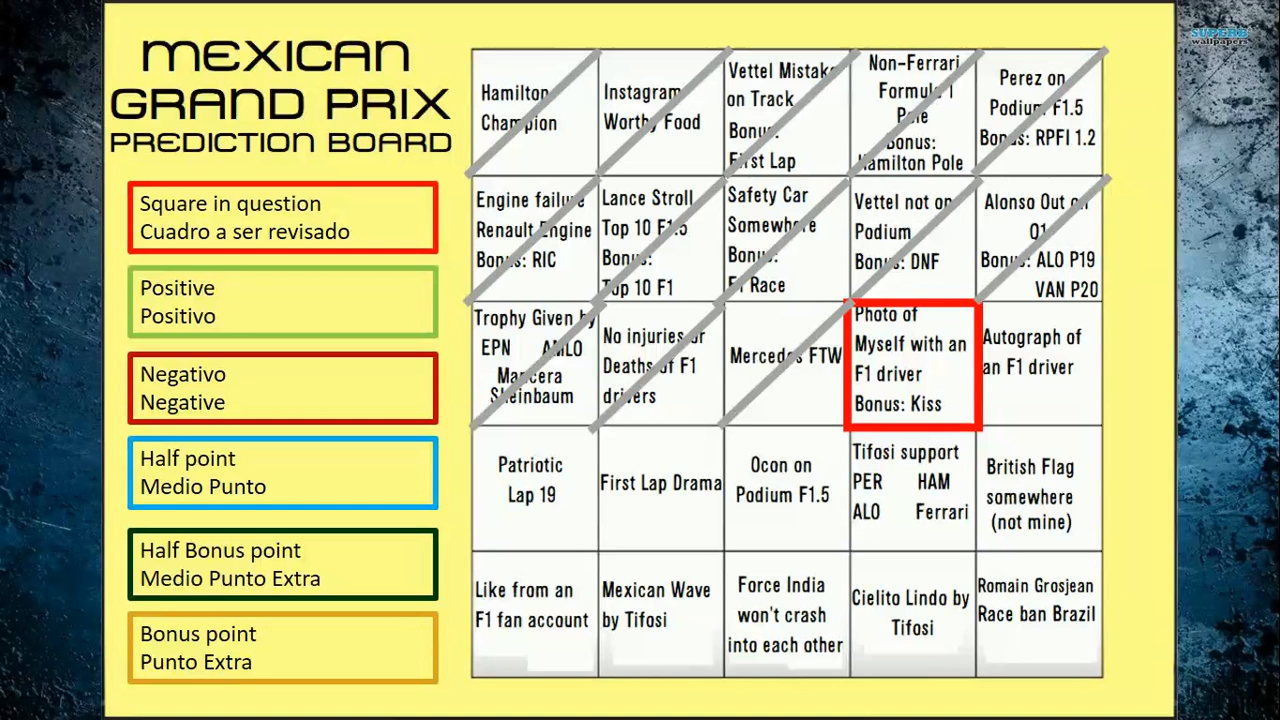 SUPERB
wallpapers
MEXICAN
GRAND PRIX
PREDICTION BOARD
Square in question
Cuadro a ser revisado
Positive
Positivo
Negativo
Negative
Half point
Medio Punto
Half Bonus point
Medio Punto Extra
Bonus point
Punto Extra
Hamilton
Champion
Instagram
Worthy Food
Vettel Mistake
on Track
Bonus:
First Lap
Non-Ferrari
Formula 1
Pole
Bonus:
Hamilton Pole
Perez on
Podium F1.5
Bonus: RPFI 1.2
Engine failure
Renault Engine
Bonus: RIC
Lance Stroll
Top 10 F1.5
Bonus:
Top 10 F1
Safety Car
Somewhere
Bonus:
F1 Race
Vettel not on
Podium
Bonus: DNF
Alonso Out on
Q1
Bonus: ALO P19
VAN P20
Trophy Given by
EPN AMLO
Mancera
Sheinbaum
No injuries or
Deaths of F1
drivers
Mercedes FTW
Photo of
Myself with an
F1 driver
Bonus: Kiss
Autograph of
an F1 driver
Patriotic
Lap 19
First Lap Drama
Ocon on
Podium F1.5
Tifosi support
PER HAM
ALO Ferrari
British Flag
somewhere
(not mine)
Like from an
F1 fan account
Mexican Wave
by Tifosi
Force India
won't crash
into each other
Cielito Lindo by
Tifosi
Romain Grosjean
Race ban Brazil